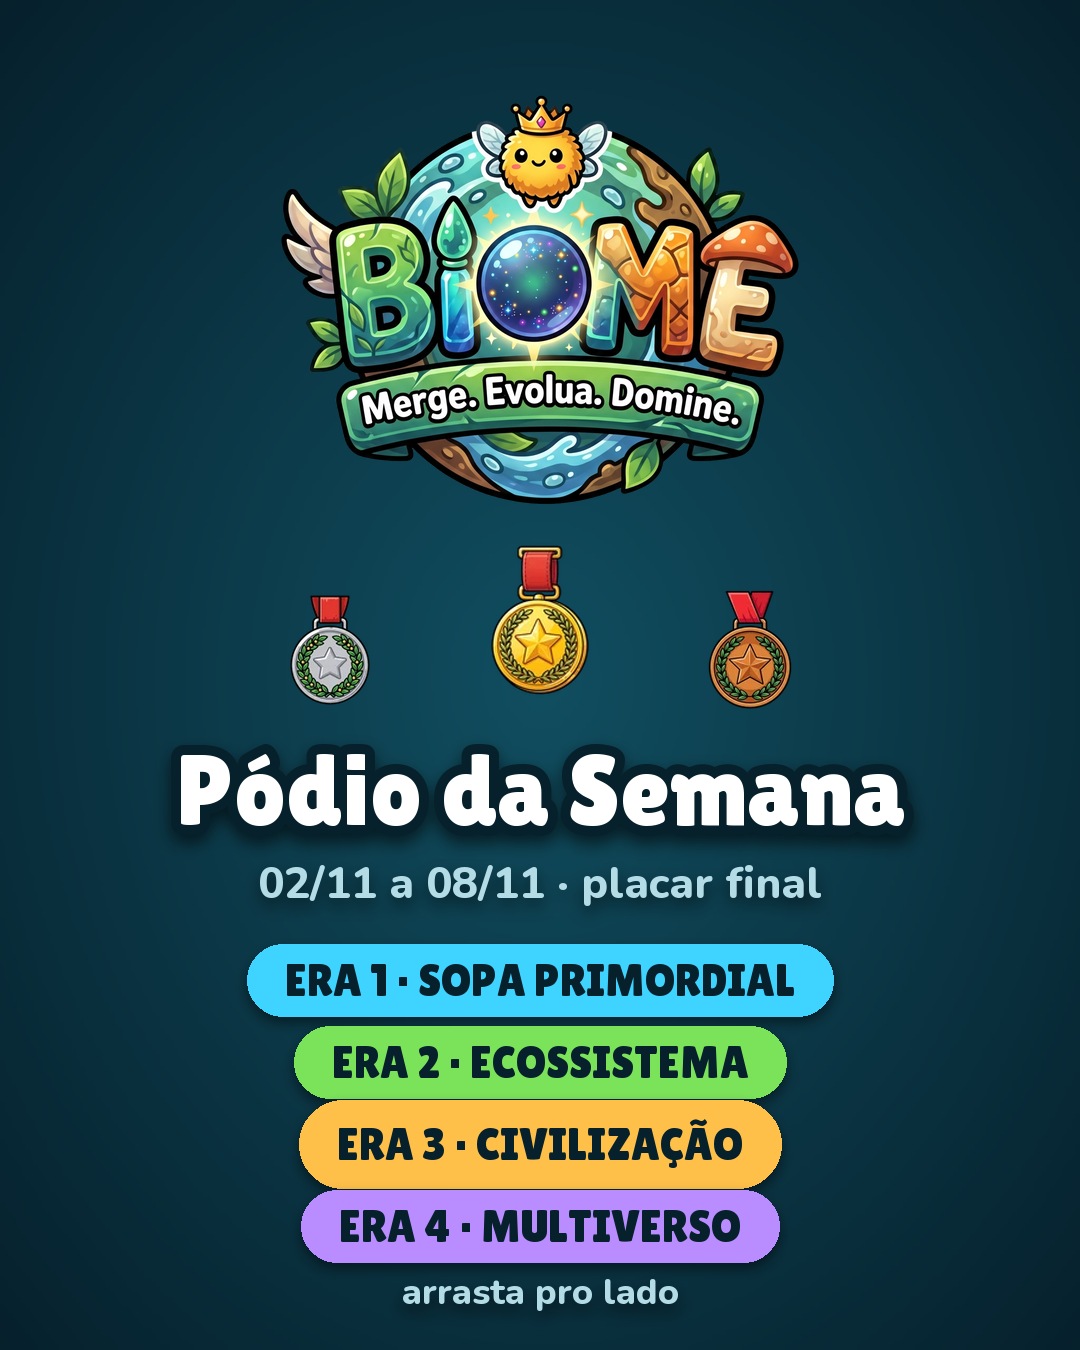 BiOME
Merge. Evolua. Domine.
Pódio da Semana
02/11 a 08/11 · placar final
ERA 1 · SOPA PRIMORDIAL
ERA 2 · ECOSSISTEMA
ERA 3 · CIVILIZAÇÃO
ERA 4 · MULTIVERSO
arrasta pro lado